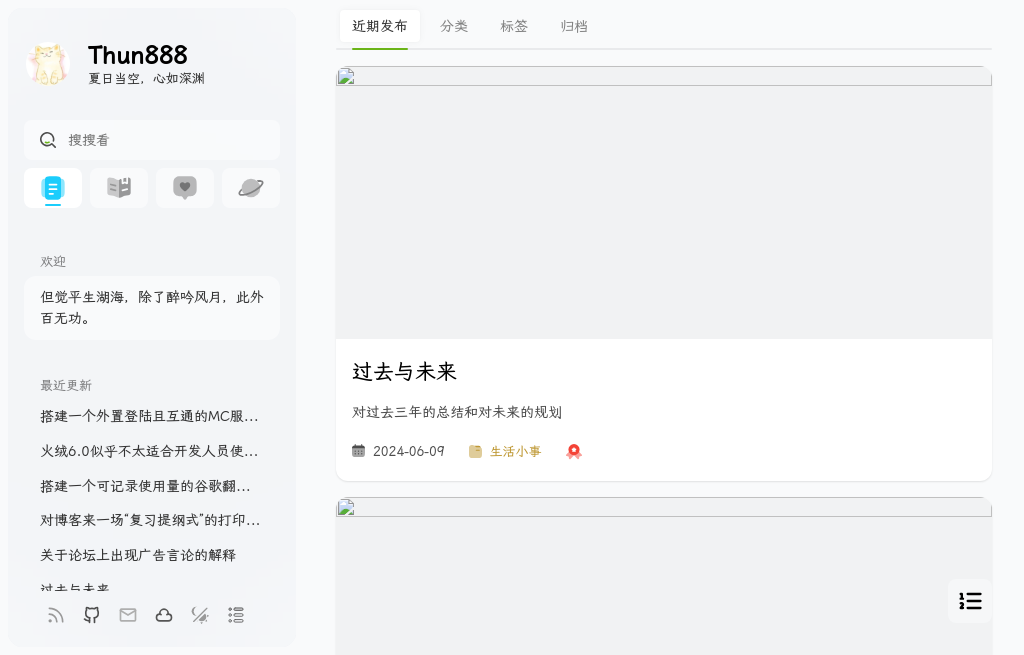 Thun888
夏日当空，心如深渊
搜搜看
欢迎
但觉平生湖海，除了醉吟风月，此外
百无功。
最近更新
搭建一个外置登陆且互通的MC服...
火绒6.0似乎不太适合开发人员使...
搭建一个可记录使用量的谷歌翻...
对博客来一场“复习提纲式”的打印...
关于论坛上出现广告言论的解释
过去与未来
近期发布
分类
标签
归档
过去与未来
对过去三年的总结和对未来的规划
2024-06-09
生活小事